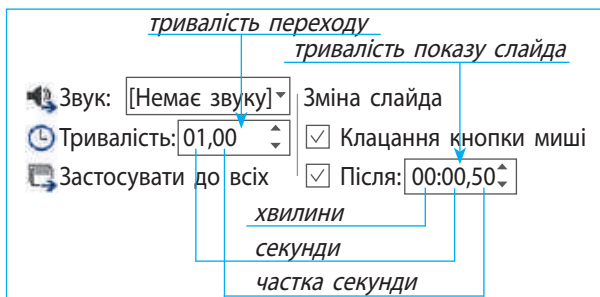 тривалість переходу
тривалість показу слайда
Звук: [Немає звуку] Зміна слайда
Тривалість: 01,00 Клацання кнопки миші
Застосувати до всіх Після: 00:00,50
хвилини
секунди
частка секунди